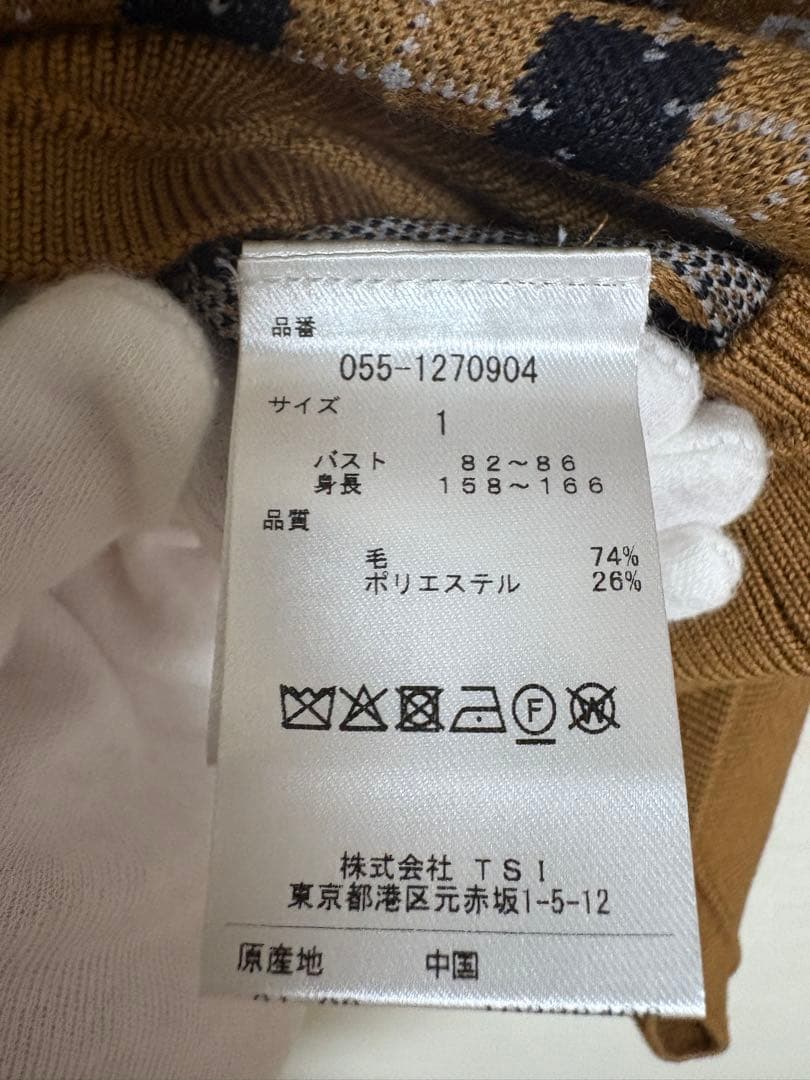 品番
055-1270904
サイズ
1
バスト 82～86
身長 158～166
品質
毛 74%
ポリエステル 26%
F
W
株式会社 TSI
東京都港区元赤坂1-5-12
原産地 中国